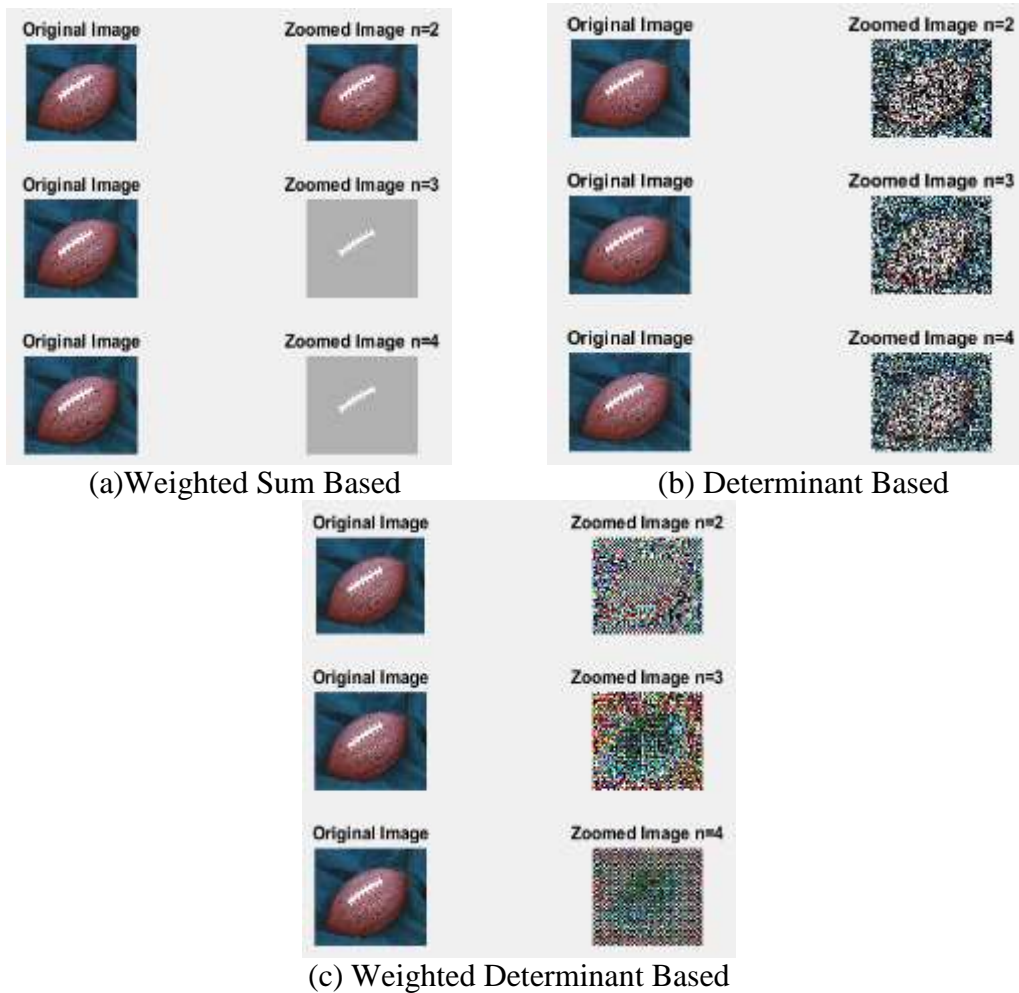 Original Image Zoomed Image n=2
Original Image Zoomed Image n=3
Original Image Zoomed Image n=4
(a)Weighted Sum Based
Original Image Zoomed Image n=2
Original Image Zoomed Image n=3
Original Image Zoomed Image n=4
(b) Determinant Based
Original Image Zoomed Image n=2
Original Image Zoomed Image n=3
Original Image Zoomed Image n=4
(c) Weighted Determinant Based